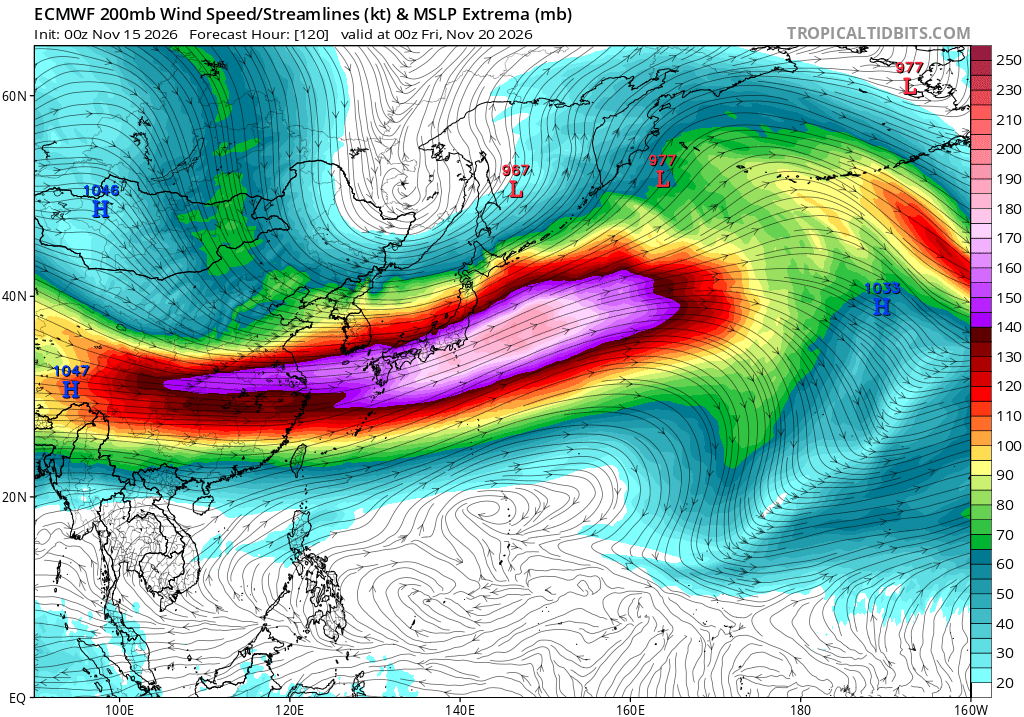 ECMWF 200mb Wind Speed/Streamlines (kt) & MSLP Extrema (mb)
Init: 00z Nov 15 2026 Forecast Hour: [120] valid at 00z Fri, Nov 20 2026
TROPICALTIDBITS.COM
977
L
60N
977
L
967
L
1046
H
1033
H
40N
1047
H
20N
EQ
100E
120E
140E
160E
180
160W
250
230
210
200
190
180
170
160
150
140
130
120
110
100
90
80
70
60
50
40
30
20